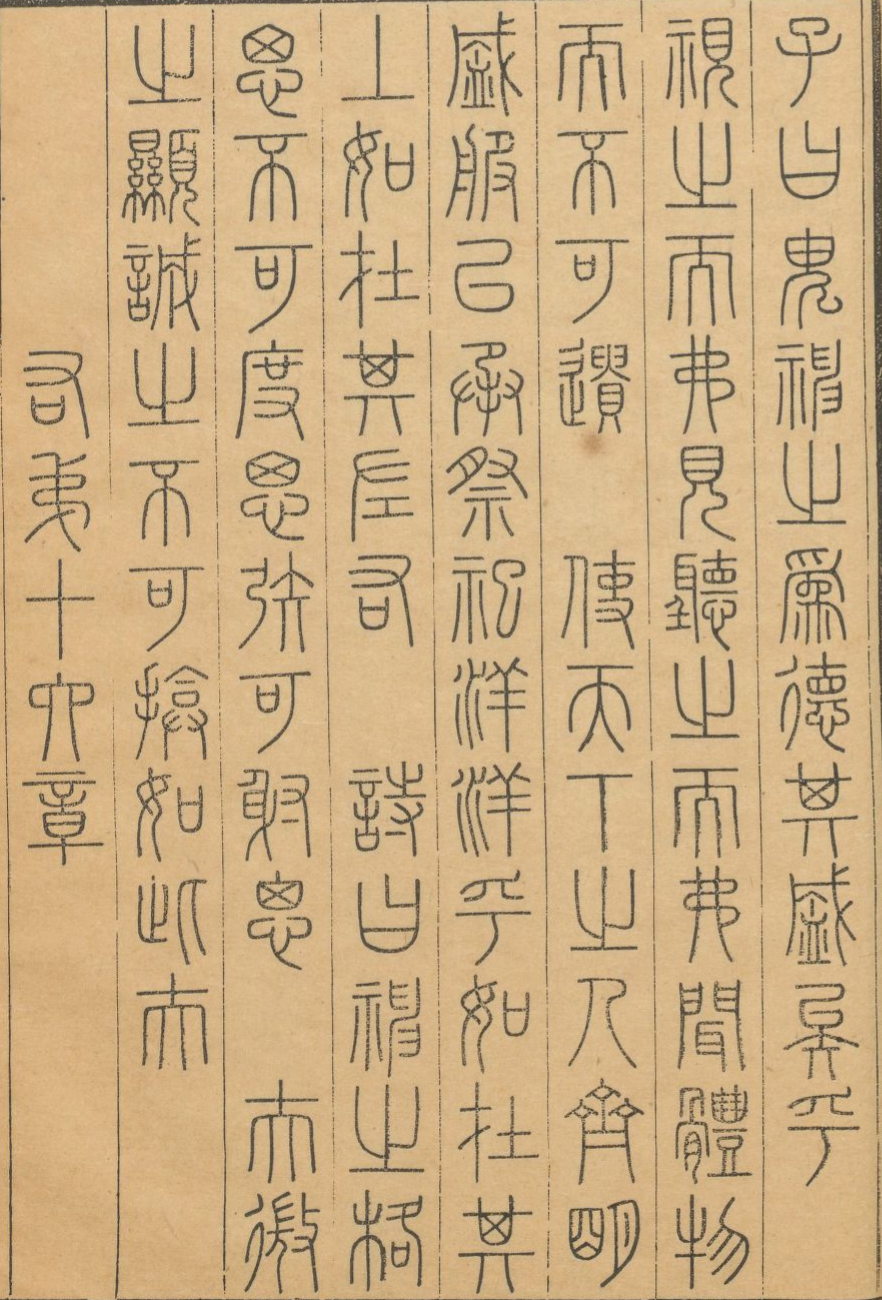 子曰鬼神之爲德其盛矣乎
視之而弗見聽之而弗聞體物
而不可遺　使天下之人齊明
盛服以承祭祀洋洋乎如在其
上如在其左右　詩曰神之格
思不可度思矧可射思　夫微
之顯誠之不可揜如此夫
右弟十六章